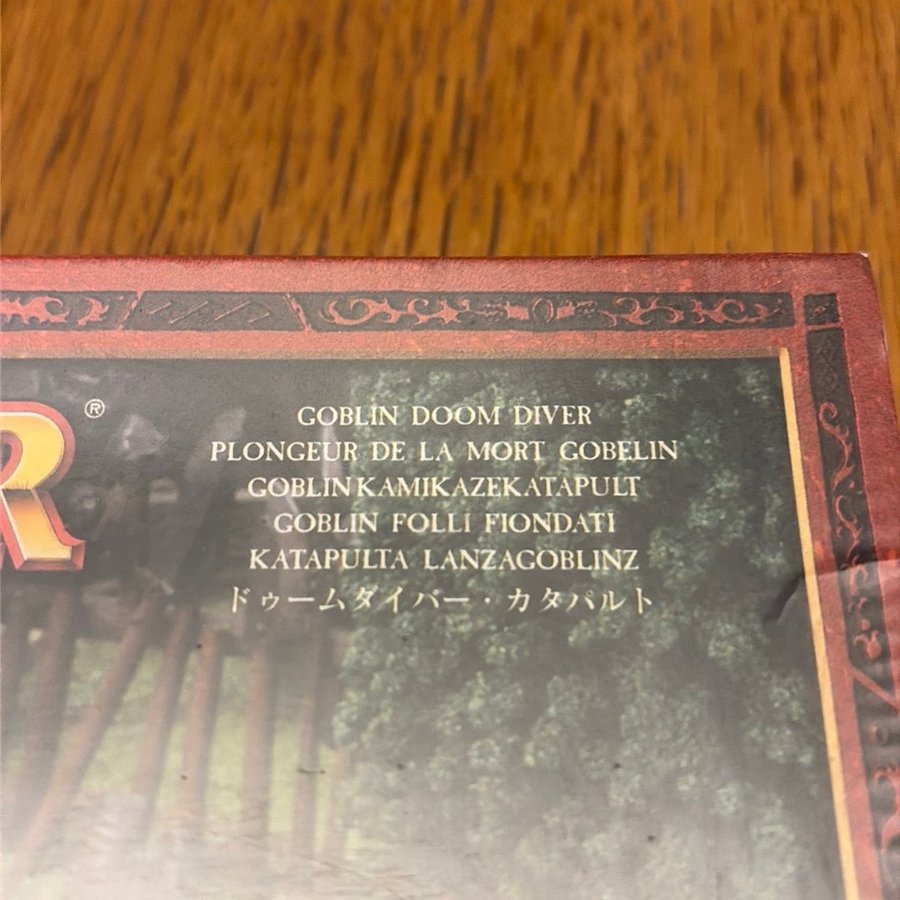 R®
GOBLIN DOOM DIVER
PLONGEUR DE LA MORT GOBELIN
GOBLIN KAMIKAZEKATAPULT
GOBLIN FOLLI FIONDATI
KATAPULTA LANZAGOBLINZ
ドゥームダイバー・カタパルト